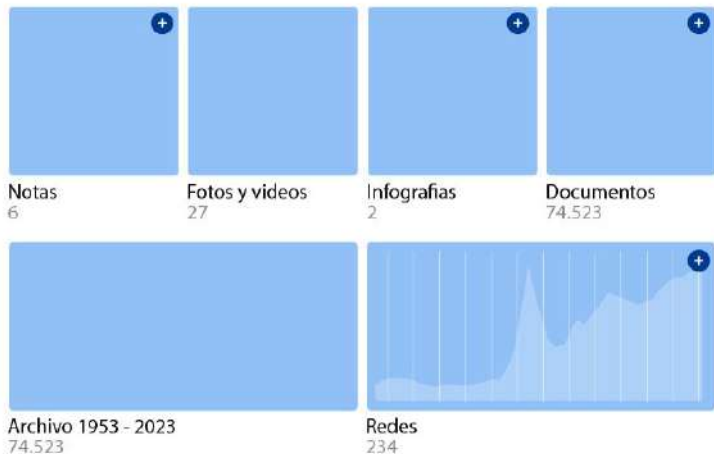 Notas
6
Fotos y videos
27
Infografias
2
Documentos
74.523
Archivo 1953 - 2023
74.523
Redes
234